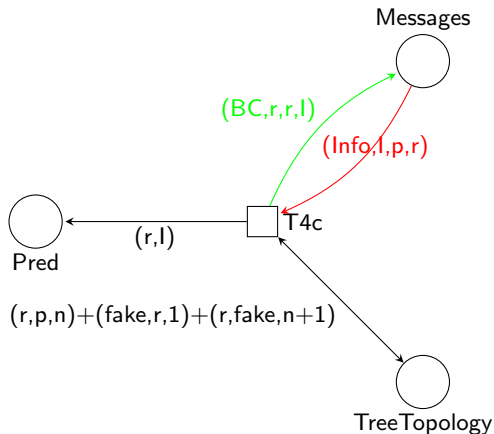 Messages
(BC,r,r,l)
(Info,l,p,r)
T4c
(r,l)
Pred
(r,p,n)+(fake,r,1)+(r,fake,n+1)
TreeTopology